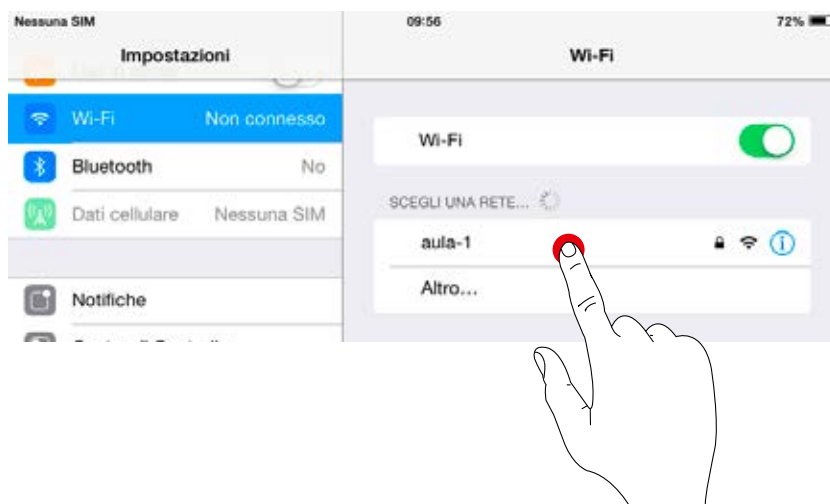 Nessuna SIM 09:56 72%
Impostazioni
Wi-Fi
Wi-Fi Non connesso
Bluetooth No
Dati cellulare Nessuna SIM
Notifiche
Wi-Fi
SCEGLI UNA RETE...
aula-1
Altro...